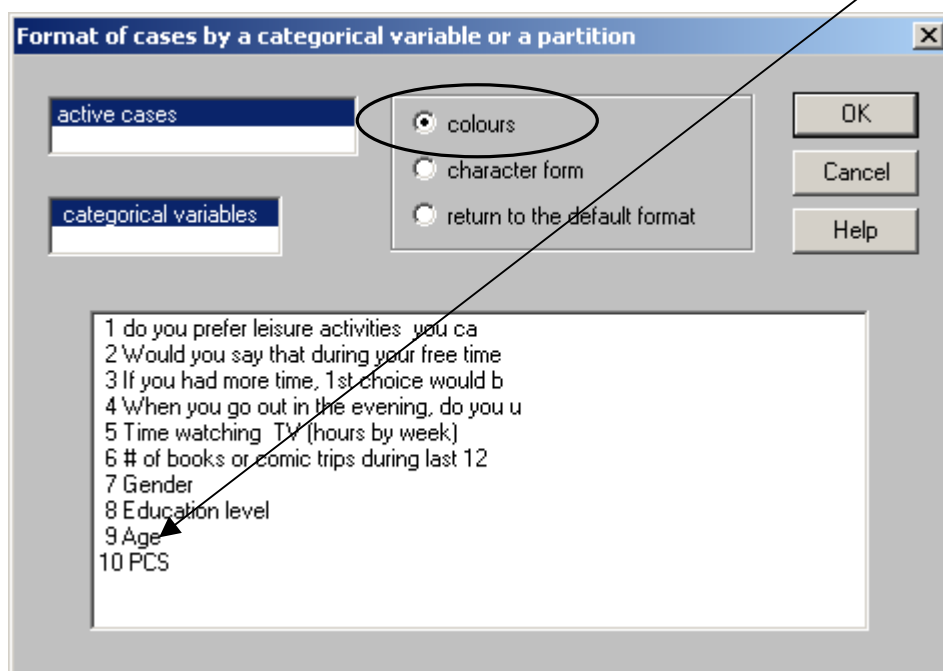 Format of cases by a categorical variable or a partition
active cases
colours
character form
return to the default format
OK
Cancel
Help
categorical variables
1 do you prefer leisure activities you ca
2 Would you say that during your free time
3 If you had more time, 1st choice would b
4 When you go out in the evening, do you u
5 Time watching TV (hours by week)
6 # of books or comic trips during last 12
7 Gender
8 Education level
9 Age
10 PCS